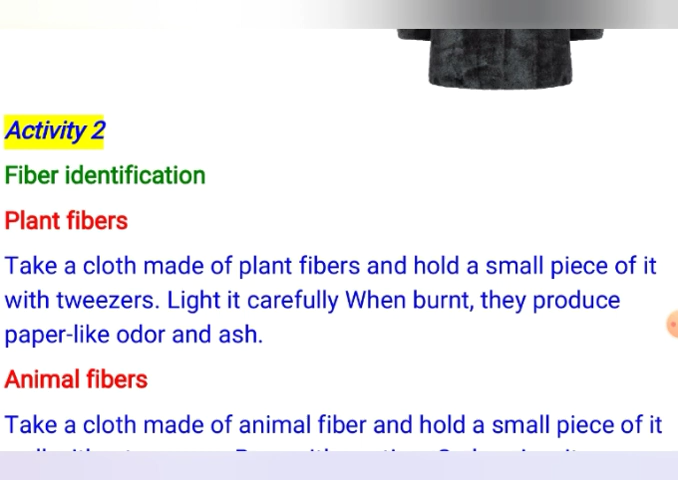 Activity 2
Fiber identification
Plant fibers
Take a cloth made of plant fibers and hold a small piece of it
with tweezers. Light it carefully When burnt, they produce
paper-like odor and ash.
Animal fibers
Take a cloth made of animal fiber and hold a small piece of it